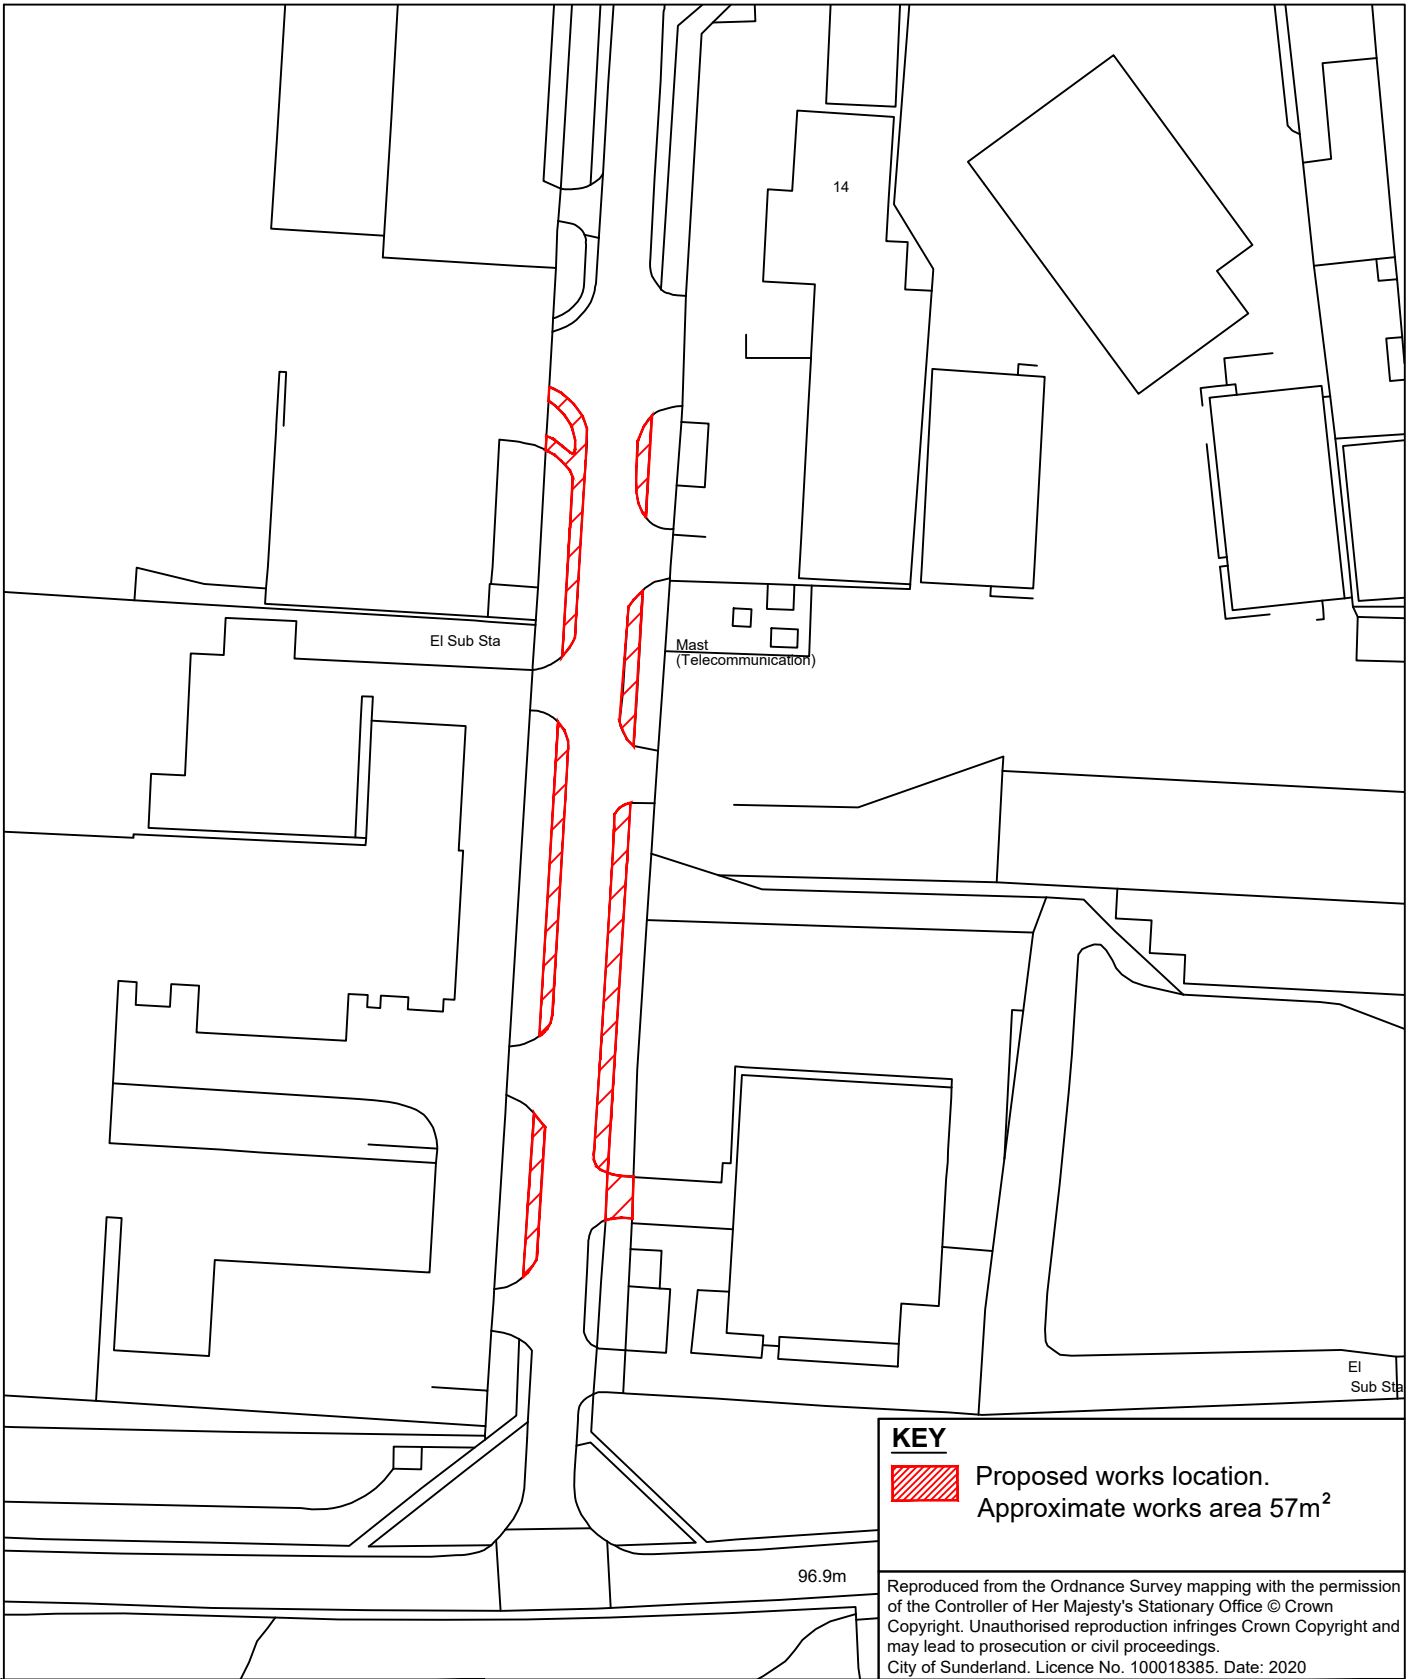 14
El Sub Sta
Mast
(Telecommunication)
El
Sub Sta
KEY
Proposed works location.
Approximate works area 57m²
96.9m
Reproduced from the Ordnance Survey mapping with the permission
of the Controller of Her Majesty's Stationary Office © Crown
Copyright. Unauthorised reproduction infringes Crown Copyright and
may lead to prosecution or civil proceedings.
City of Sunderland. Licence No. 100018385. Date: 2020